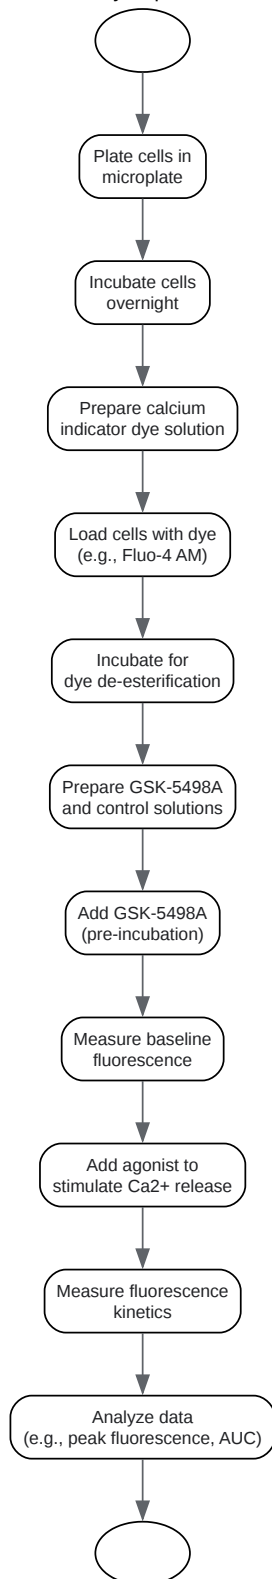 Plate cells in
microplate
Incubate cells
overnight
Prepare calcium
indicator dye solution
Load cells with dye
(e.g., Fluo-4 AM)
Incubate for
dye de-esterification
Prepare GSK-5498A
and control solutions
Add GSK-5498A
(pre-incubation)
Measure baseline
fluorescence
Add agonist to
stimulate Ca2+ release
Measure fluorescence
kinetics
Analyze data
(e.g., peak fluorescence, AUC)